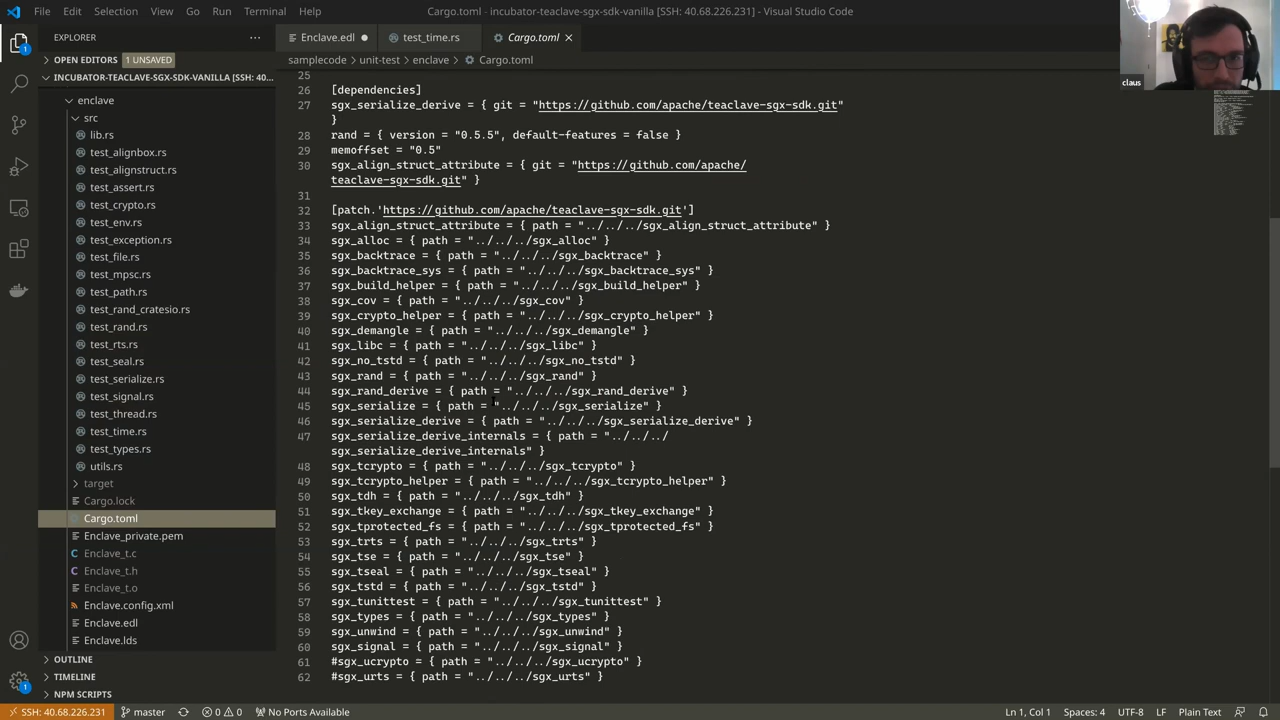 File Edit Selection View Go Run Terminal Help
Cargo.toml - incubator-teaclave-sgx-sdk-vanilla [SSH: 40.68.226.231] - Visual Studio Code
EXPLORER
OPEN EDITORS 1 UNSAVED
INCUBATOR-TEACLAVE-SGX-SDK-VANILLA [SSH: 40....
enclave
src
lib.rs
test_alignbox.rs
test_alignstruct.rs
test_assert.rs
test_crypto.rs
test_env.rs
test_exception.rs
test_file.rs
test_mpsc.rs
test_path.rs
test_rand_cratesio.rs
test_rand.rs
test_rts.rs
test_seal.rs
test_serialize.rs
test_signal.rs
test_thread.rs
test_time.rs
test_types.rs
utils.rs
target
Cargo.lock
Cargo.toml
Enclave_private.pem
Enclave_t.c
Enclave_t.h
Enclave_t.o
Enclave.config.xml
Enclave.edl
Enclave.lds
OUTLINE
TIMELINE
NPM SCRIPTS
Enclave.edl test_time.rs Cargo.toml
samplecode > unit-test > enclave > Cargo.toml
25
26 [dependencies]
27 sgx_serialize_derive = { git = "https://github.com/apache/teaclave-sgx-sdk.git"
}
28 rand = { version = "0.5.5", default-features = false }
29 memoffset = "0.5"
30 sgx_align_struct_attribute = { git = "https://github.com/apache/
teaclave-sgx-sdk.git" }
31
32 [patch.'https://github.com/apache/teaclave-sgx-sdk.git']
33 sgx_align_struct_attribute = { path = "../../../sgx_align_struct_attribute" }
34 sgx_alloc = { path = "../../../sgx_alloc" }
35 sgx_backtrace = { path = "../../../sgx_backtrace" }
36 sgx_backtrace_sys = { path = "../../../sgx_backtrace_sys" }
37 sgx_build_helper = { path = "../../../sgx_build_helper" }
38 sgx_cov = { path = "../../../sgx_cov" }
39 sgx_crypto_helper = { path = "../../../sgx_crypto_helper" }
40 sgx_demangle = { path = "../../../sgx_demangle" }
41 sgx_libc = { path = "../../../sgx_libc" }
42 sgx_no_tstd = { path = "../../../sgx_no_tstd" }
43 sgx_rand = { path = "../../../sgx_rand" }
44 sgx_rand_derive = { path = "../../../sgx_rand_derive" }
45 sgx_serialize = { path = "../../../sgx_serialize" }
46 sgx_serialize_derive = { path = "../../../sgx_serialize_derive" }
47 sgx_serialize_derive_internals = { path = "../../../
sgx_serialize_derive_internals" }
48 sgx_tcrypto = { path = "../../../sgx_tcrypto" }
49 sgx_tcrypto_helper = { path = "../../../sgx_tcrypto_helper" }
50 sgx_tdh = { path = "../../../sgx_tdh" }
51 sgx_tkey_exchange = { path = "../../../sgx_tkey_exchange" }
52 sgx_tprotected_fs = { path = "../../../sgx_tprotected_fs" }
53 sgx_trts = { path = "../../../sgx_trts" }
54 sgx_tse = { path = "../../../sgx_tse" }
55 sgx_tseal = { path = "../../../sgx_tseal" }
56 sgx_tstd = { path = "../../../sgx_tstd" }
57 sgx_tunittest = { path = "../../../sgx_tunittest" }
58 sgx_types = { path = "../../../sgx_types" }
59 sgx_unwind = { path = "../../../sgx_unwind" }
60 sgx_signal = { path = "../../../sgx_signal" }
61 #sgx_ucrypto = { path = "../../../sgx_ucrypto" }
62 #sgx_urts = { path = "../../../sgx_urts" }
claus
SSH: 40.68.226.231 master 0 0 No Ports Available Ln 1, Col 1 Spaces: 4 UTF-8 LF Plain Text